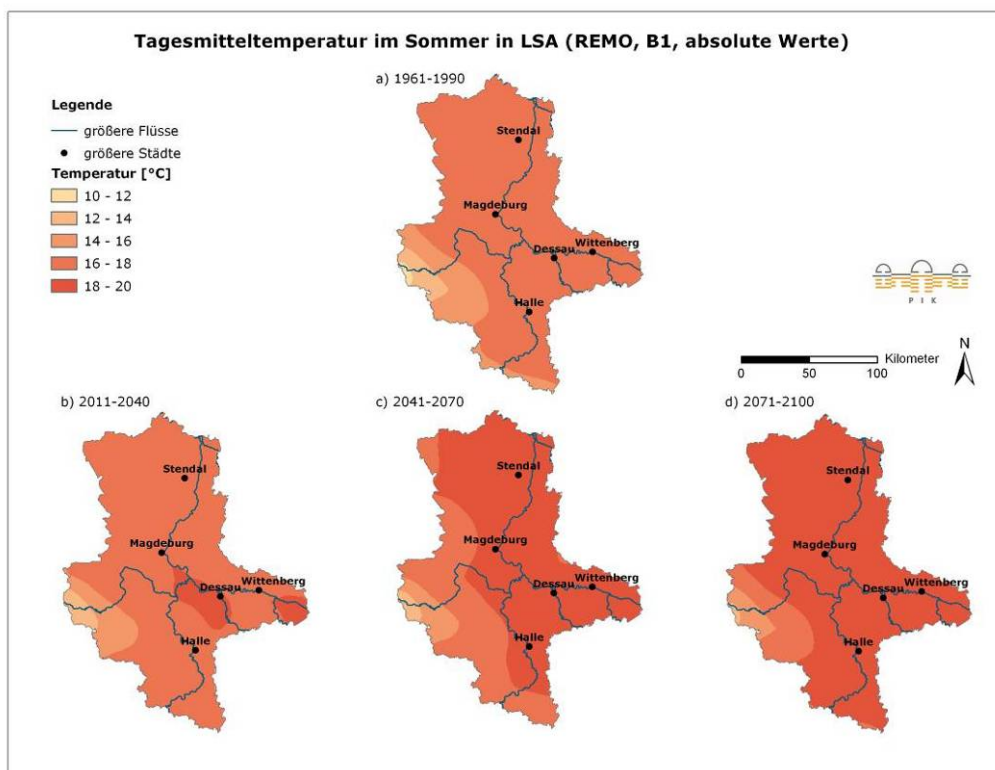 Tagesmitteltemperatur im Sommer in LSA (REMO, B1, absolute Werte)
a) 1961-1990
Legende
größere Flüsse
größere Städte
Temperatur [°C]
10 - 12
12 - 14
14 - 16
16 - 18
18 - 20
Stendal
Magdeburg
Dessau Wittenberg
Halle
P I K
N
Kilometer
0 50 100
b) 2011-2040
Stendal
Magdeburg
Dessau Wittenberg
Halle
c) 2041-2070
Stendal
Magdeburg
Dessau Wittenberg
Halle
d) 2071-2100
Stendal
Magdeburg
Dessau Wittenberg
Halle